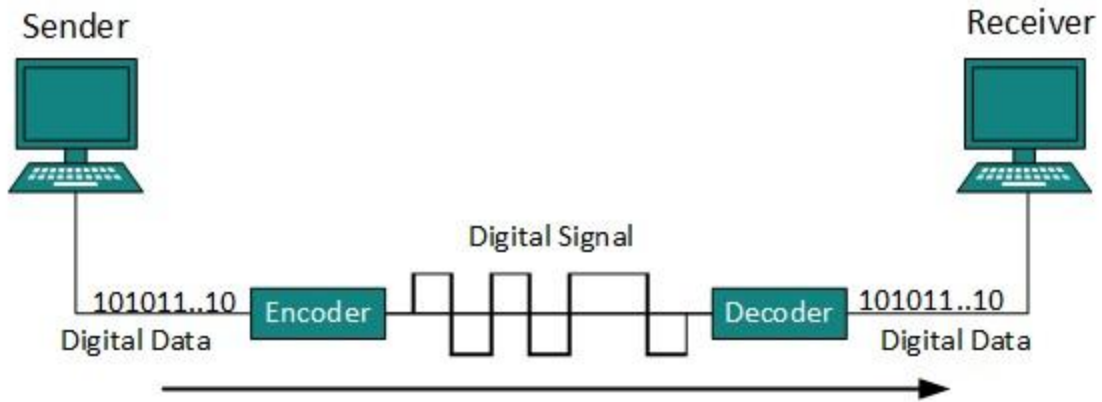 Sender
Receiver
Digital Signal
101011..10
Encoder
Decoder
101011..10
Digital Data
Digital Data